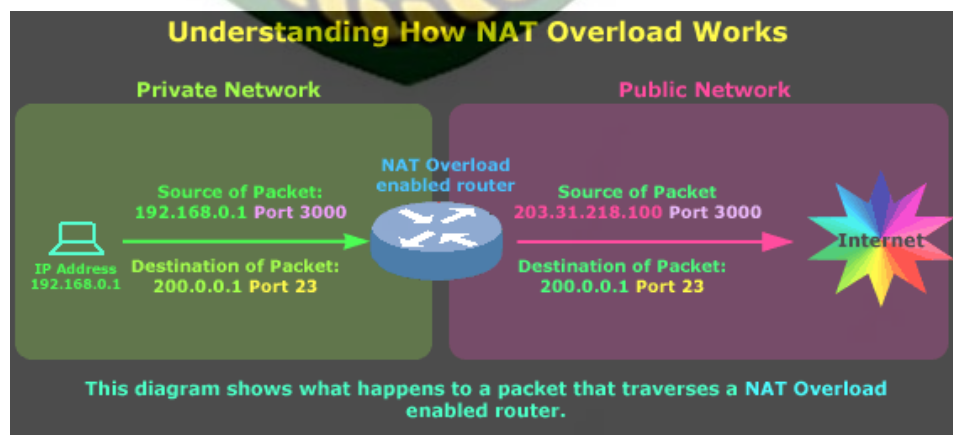 Understanding How NAT Overload Works
Private Network
Public Network
NAT Overload
enabled router
Source of Packet:
192.168.0.1 Port 3000
IP Address
192.168.0.1
Destination of Packet:
200.0.0.1 Port 23
Source of Packet
203.31.218.100 Port 3000
Destination of Packet:
200.0.0.1 Port 23
Internet
This diagram shows what happens to a packet that traverses a NAT Overload
enabled router.